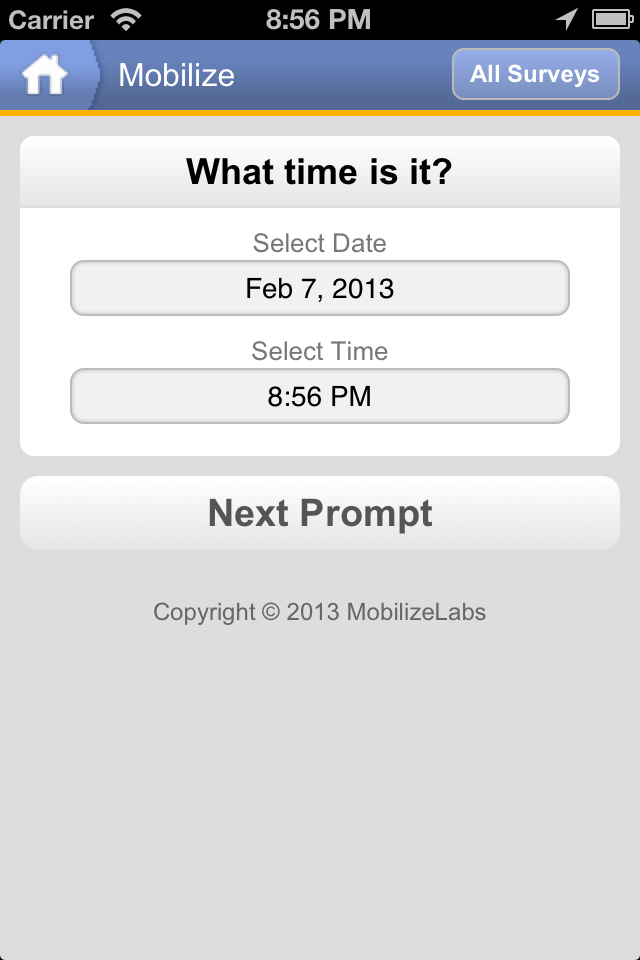 Carrier 8:56 PM
Mobilize All Surveys
What time is it?
Select Date
Feb 7, 2013
Select Time
8:56 PM
Next Prompt
Copyright © 2013 MobilizeLabs